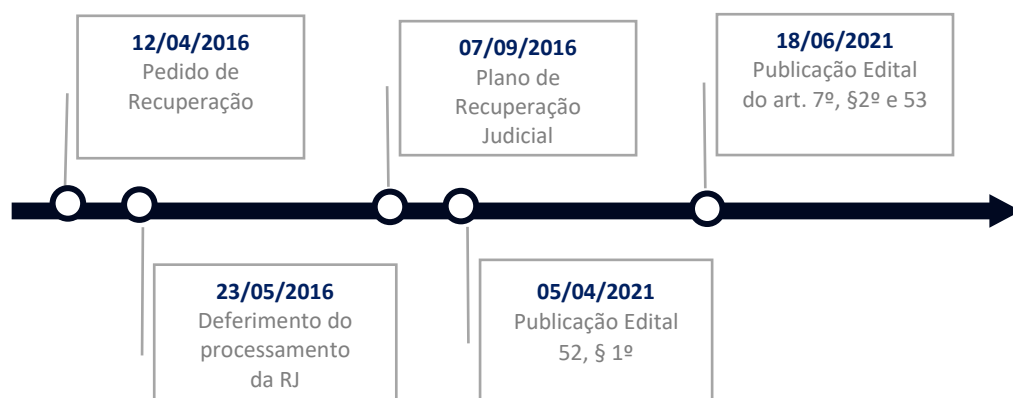 12/04/2016
Pedido de
Recuperação
07/09/2016
Plano de
Recuperação
Judicial
18/06/2021
Publicação Edital
do art. 7º, §2º e 53
23/05/2016
Deferimento do
processamento
da RJ
05/04/2021
Publicação Edital
52, § 1º